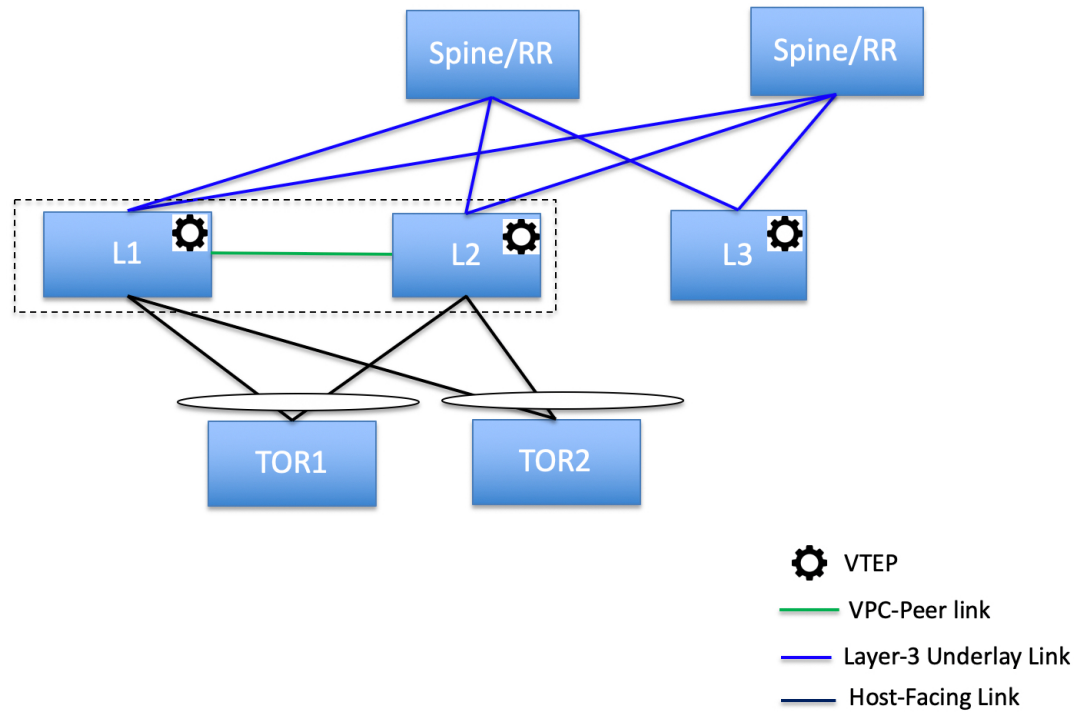 Spine/RR
Spine/RR
L1
L2
L3
TOR1
TOR2
VTEP
VPC-Peer link
Layer-3 Underlay Link
Host-Facing Link